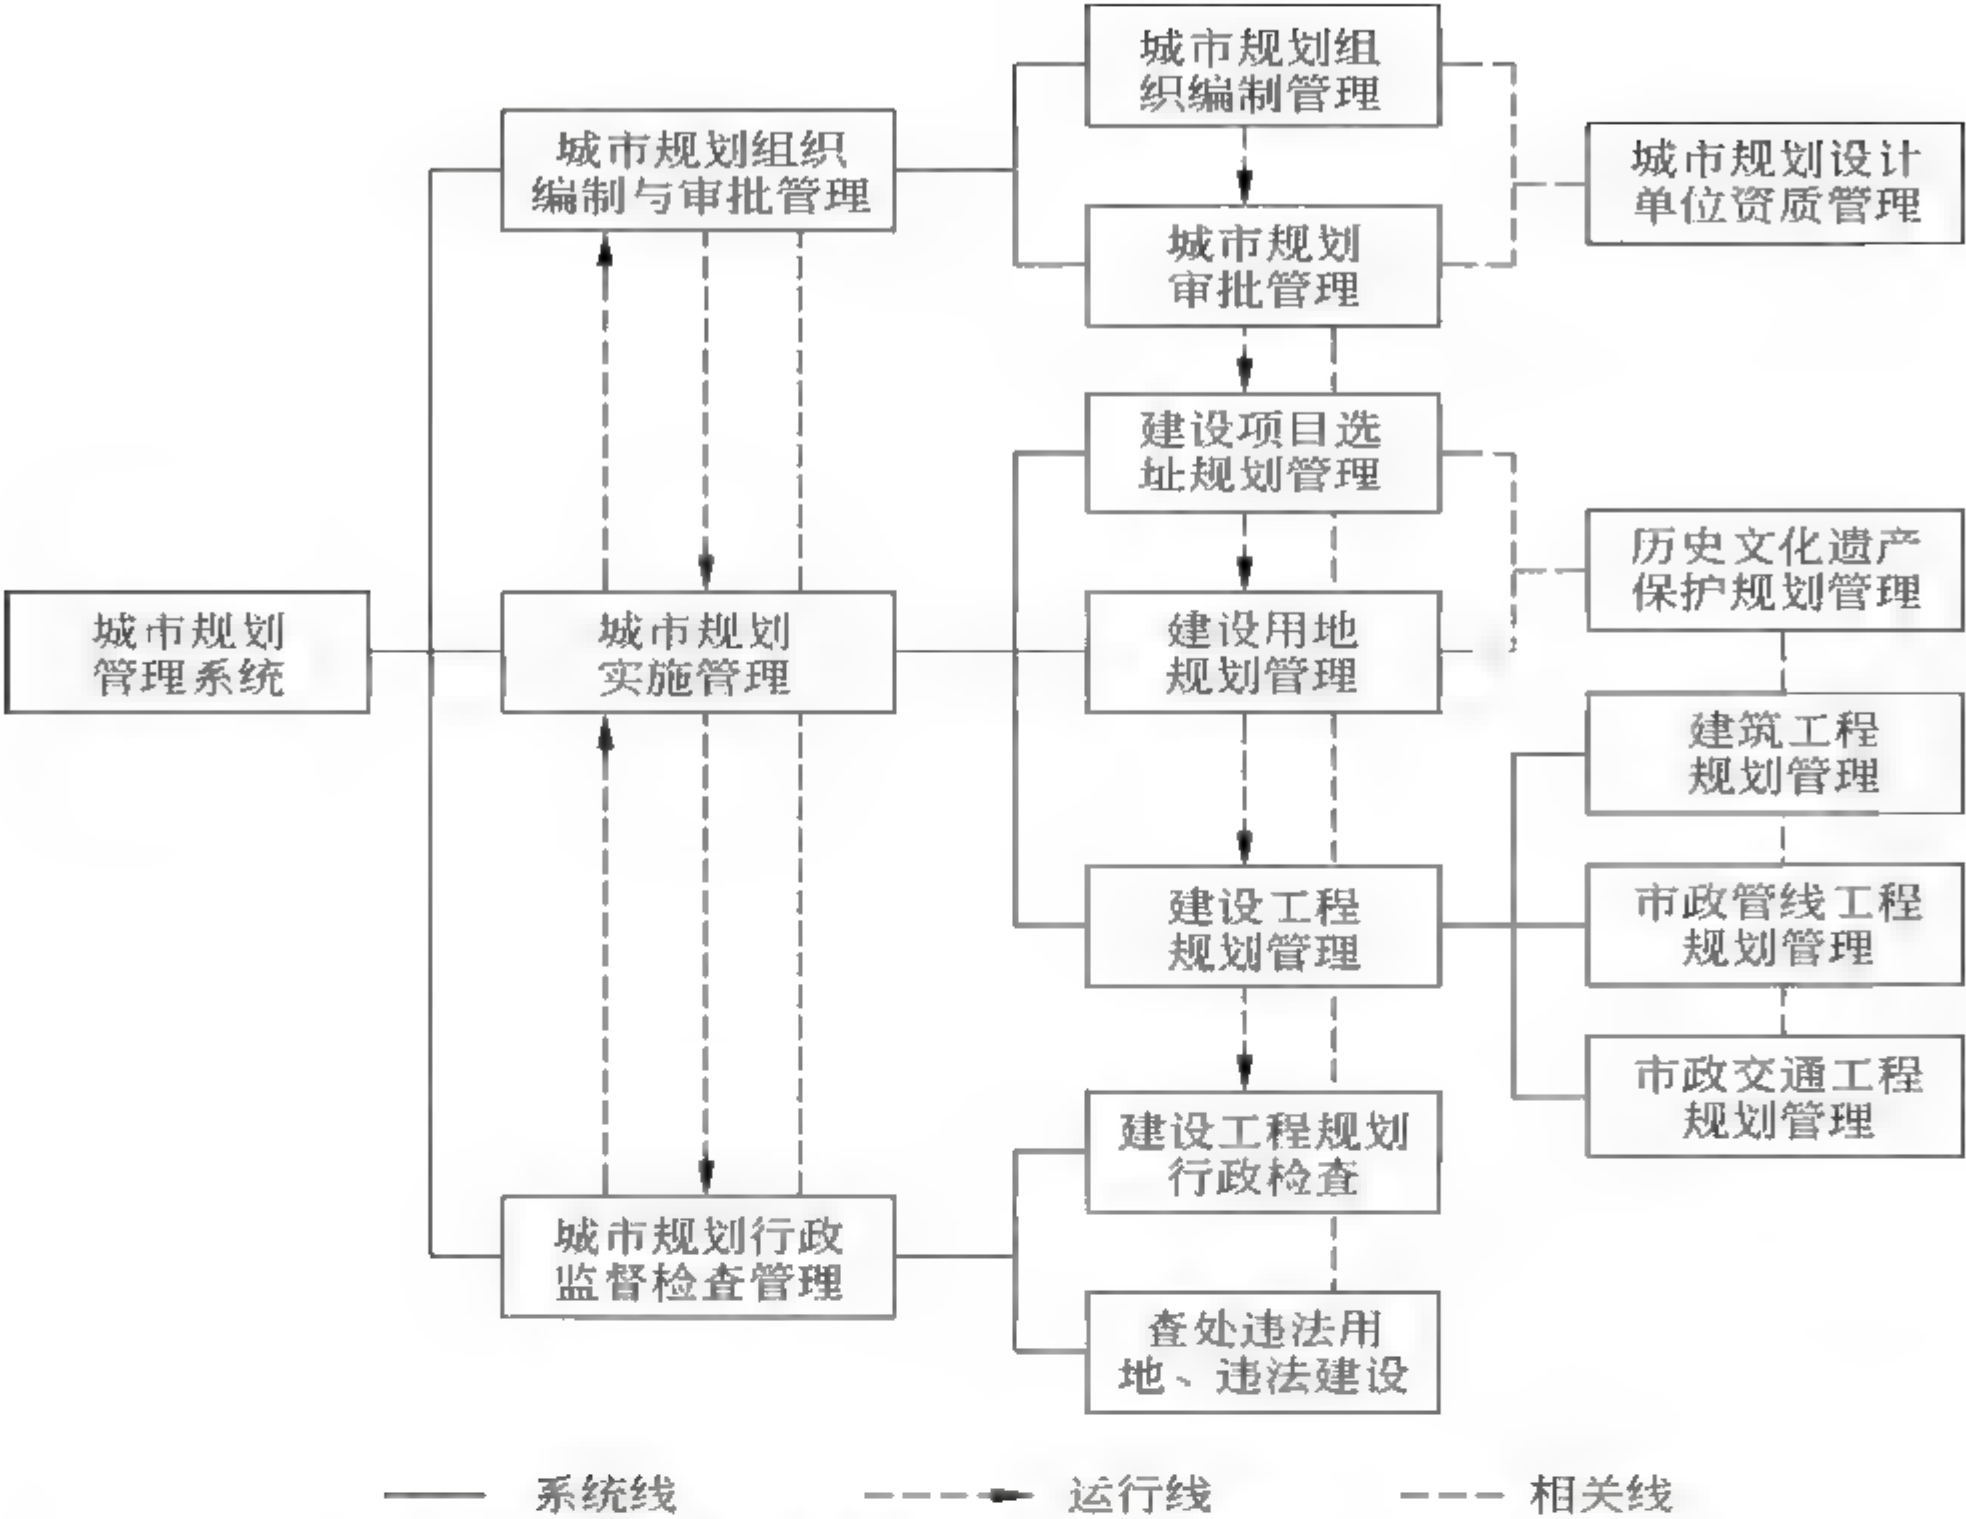 城市规划组
织编制管理
城市规划组织
编制与审批管理
城市规划设计
单位资质管理
城市规划
审批管理
建设项目选
址规划管理
历史文化遗产
保护规划管理
城市规划
管理系统
城市规划
实施管理
建设用地
规划管理
建筑工程
规划管理
建设工程
规划管理
市政管线工程
规划管理
市政交通工程
规划管理
建设工程规划
行政检查
城市规划行政
监督检查管理
查处违法用
地、违法建设
系统线
运行线
相关线